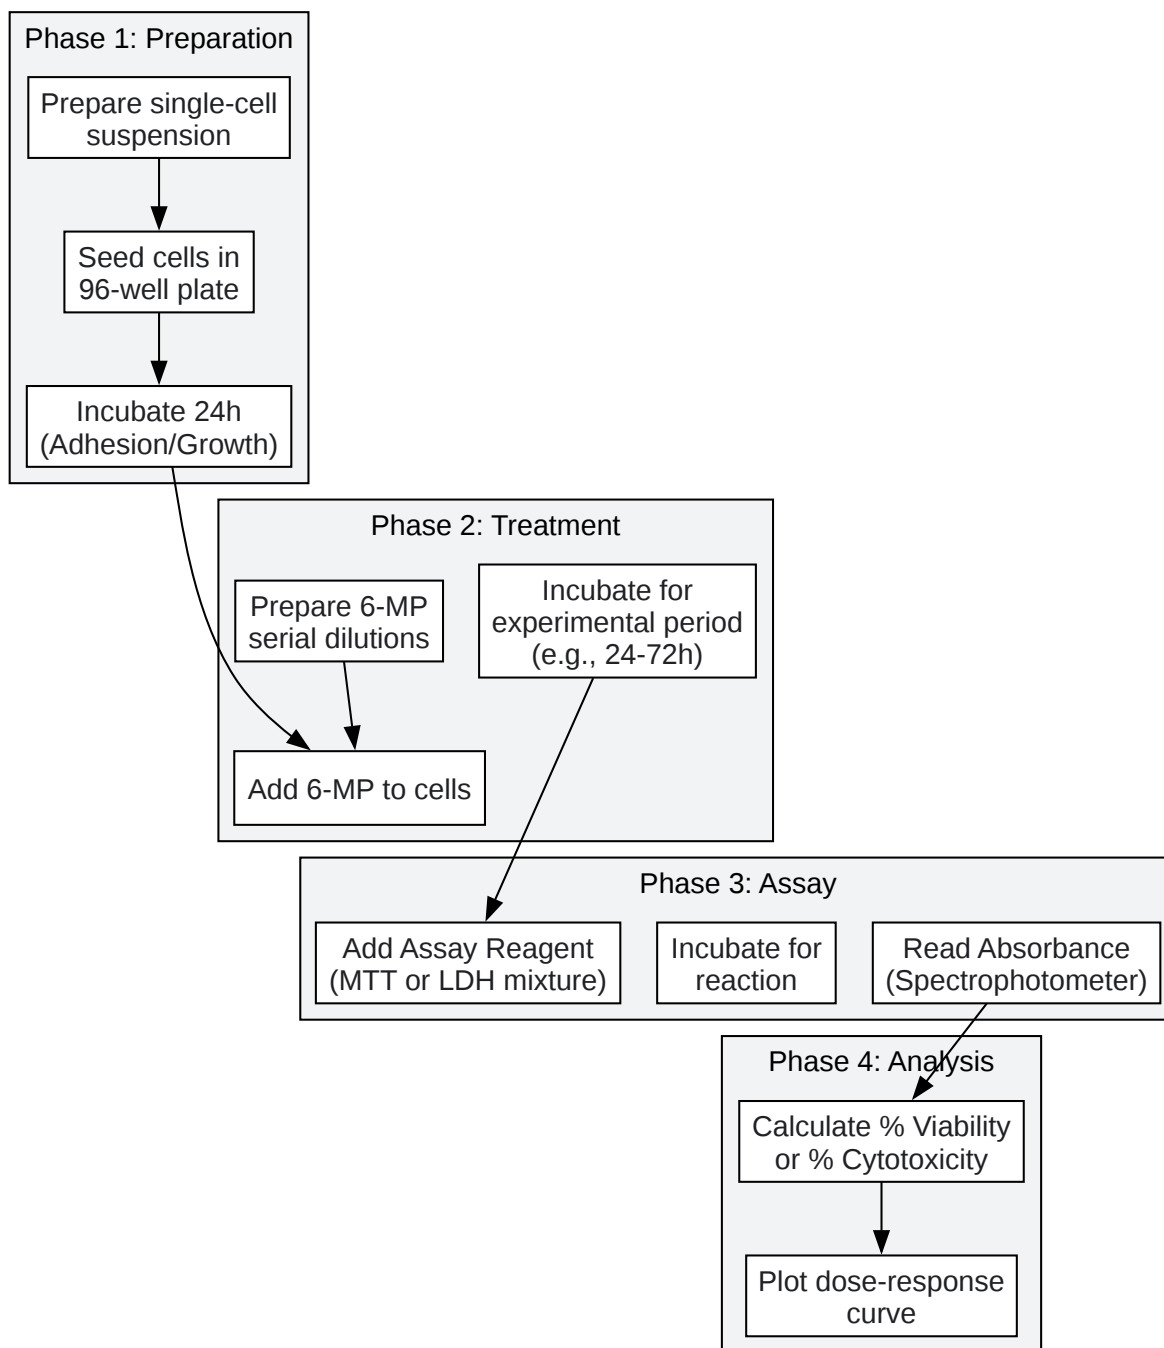 Phase 1: Preparation
Prepare single-cell
suspension
Seed cells in
96-well plate
Incubate 24h
(Adhesion/Growth)
Phase 2: Treatment
Prepare 6-MP
serial dilutions
Incubate for
experimental period
(e.g., 24-72h)
Add 6-MP to cells
Phase 3: Assay
Add Assay Reagent
(MTT or LDH mixture)
Incubate for
reaction
Read Absorbance
(Spectrophotometer)
Phase 4: Analysis
Calculate % Viability
or % Cytotoxicity
Plot dose-response
curve